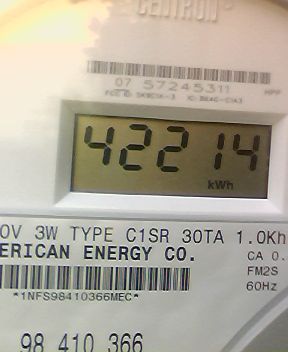 CENTRON®
07 57245311
HPP
42214
kWh
0V 3W TYPE C1SR 30TA 1.0Kh
ERICAN ENERGY CO.
CA 0.
FM2S
60Hz
*1NFS98410366MEC*
98 410 366